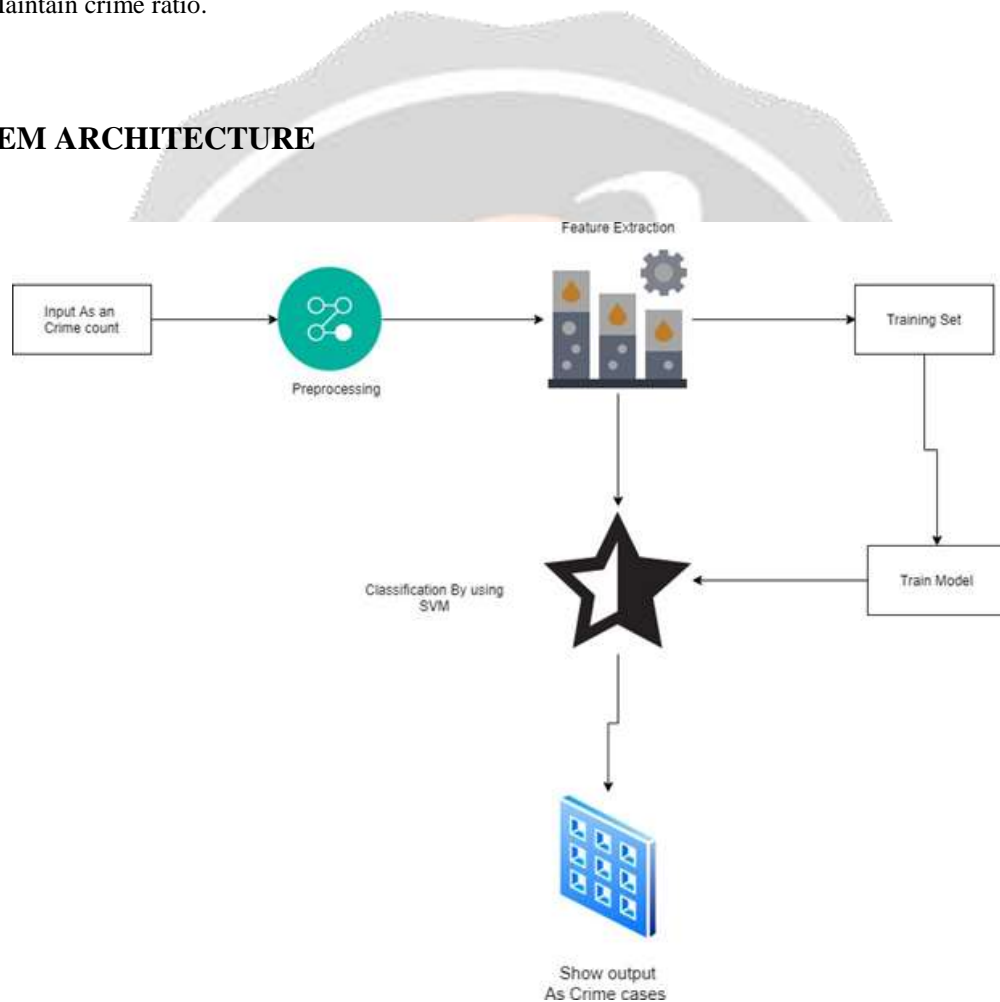 Maintain crime ratio.
EM ARCHITECTURE
Feature Extraction
Input As an
Crime count
Training Set
Preprocessing
Classification By using
SVM
Train Model
Show output
As Crime cases